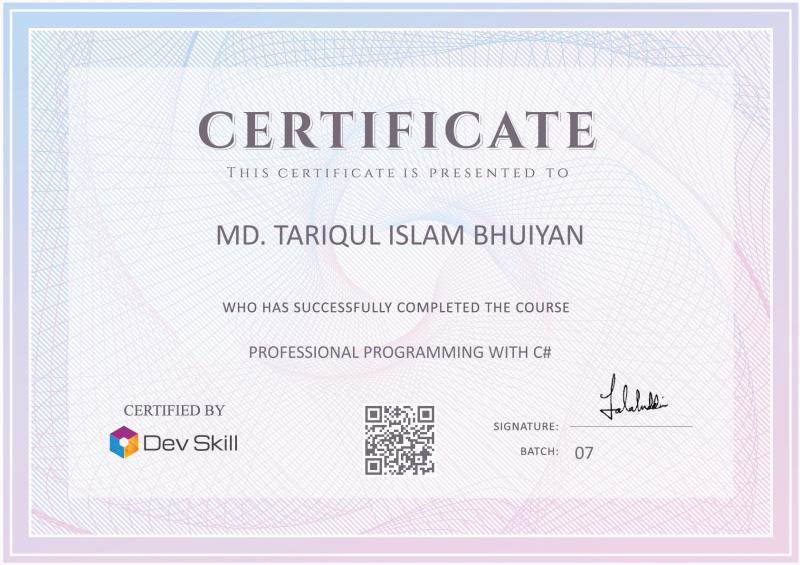 CERTIFICATE
THIS CERTIFICATE IS PRESENTED TO
MD. TARIQUL ISLAM BHUIYAN
WHO HAS SUCCESSFULLY COMPLETED THE COURSE
PROFESSIONAL PROGRAMMING WITH C#
CERTIFIED BY
Dev Skill
SIGNATURE:
BATCH: 07